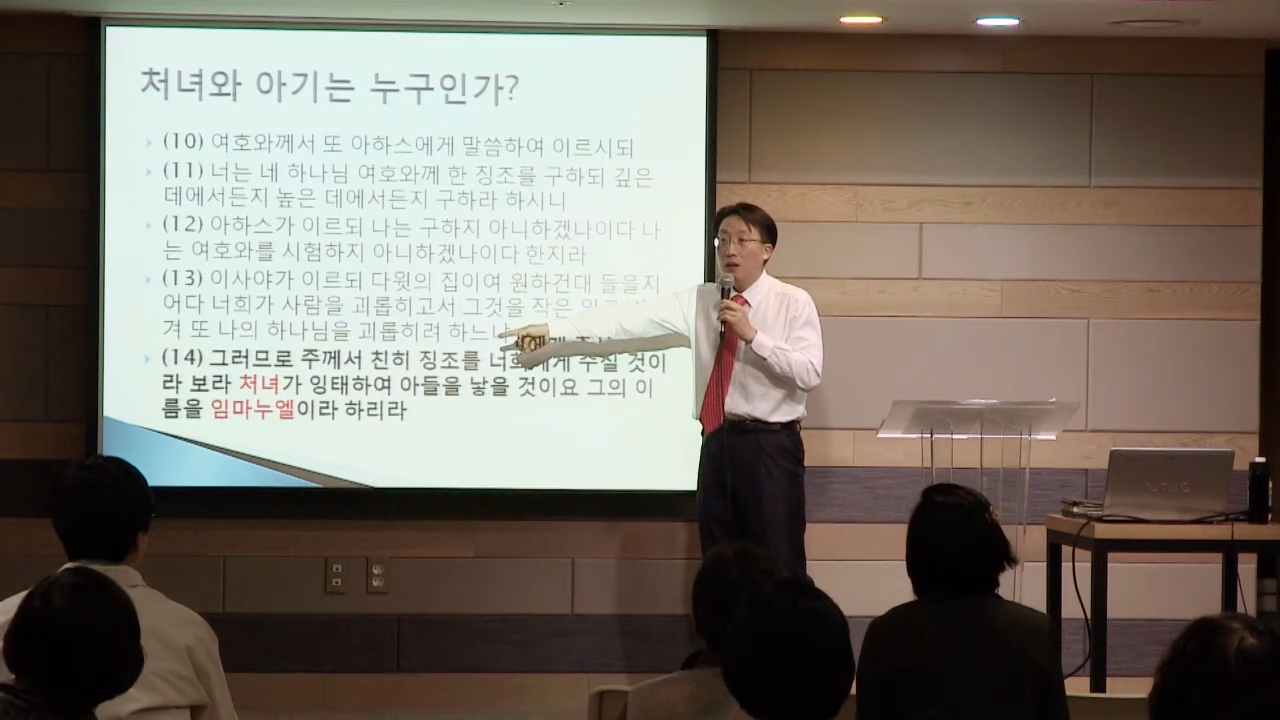 처녀와 아기는 누구인가?
(10) 여호와께서 또 아하스에게 말씀하여 이르시되
(11) 너는 네 하나님 여호와께 한 징조를 구하되 깊은
데에서든지 높은 데에서든지 구하라 하시니
(12) 아하스가 이르되 나는 구하지 아니하겠나이다 나
는 여호와를 시험하지 아니하겠나이다 한지라
(13) 이사야가 이르되 다윗의 집이여 원하건대 들을지
어다 너희가 사람을 괴롭히고서 그것을 작은
겨 또 나의 하나님을 괴롭히려 하느냐
(14) 그러므로 주께서 친히 징조를 너희에게 주실 것이
라 보라 처녀가 잉태하여 아들을 낳을 것이요 그의 이
름을 임마누엘이라 하리라
VAIO